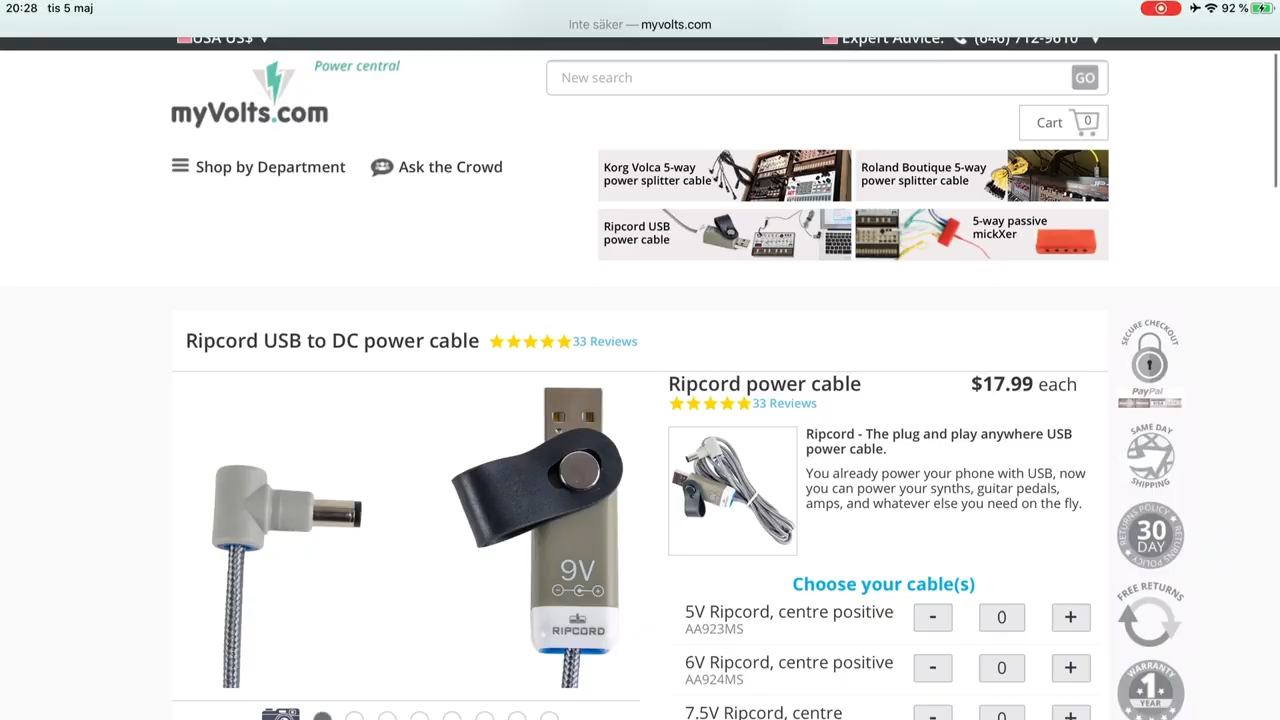 20:28 tis 5 maj
92 %
Inte säker — myvolts.com
USA US$
Expert Advice: (646) 712-9610
Power central
myVolts.com
New search
GO
Cart 0
Shop by Department
Ask the Crowd
Korg Volca 5-way
power splitter cable
Roland Boutique 5-way
power splitter cable
Ripcord USB
power cable
5-way passive
mickXer
Ripcord USB to DC power cable
33 Reviews
Ripcord power cable
$17.99 each
33 Reviews
Ripcord - The plug and play anywhere USB
power cable.
You already power your phone with USB, now
you can power your synths, guitar pedals,
amps, and whatever else you need on the fly.
9V
RIPCORD
Choose your cable(s)
5V Ripcord, centre positive
- 0 +
AA923MS
6V Ripcord, centre positive
- 0 +
AA924MS
7.5V Ripcord, centre
- 0 +
SECURE CHECKOUT
PayPal
SAME DAY
SHIPPING
RETURNS POLICY
30
DAY
RETURNS POLICY
FREE RETURNS
WARRANTY
1
YEAR